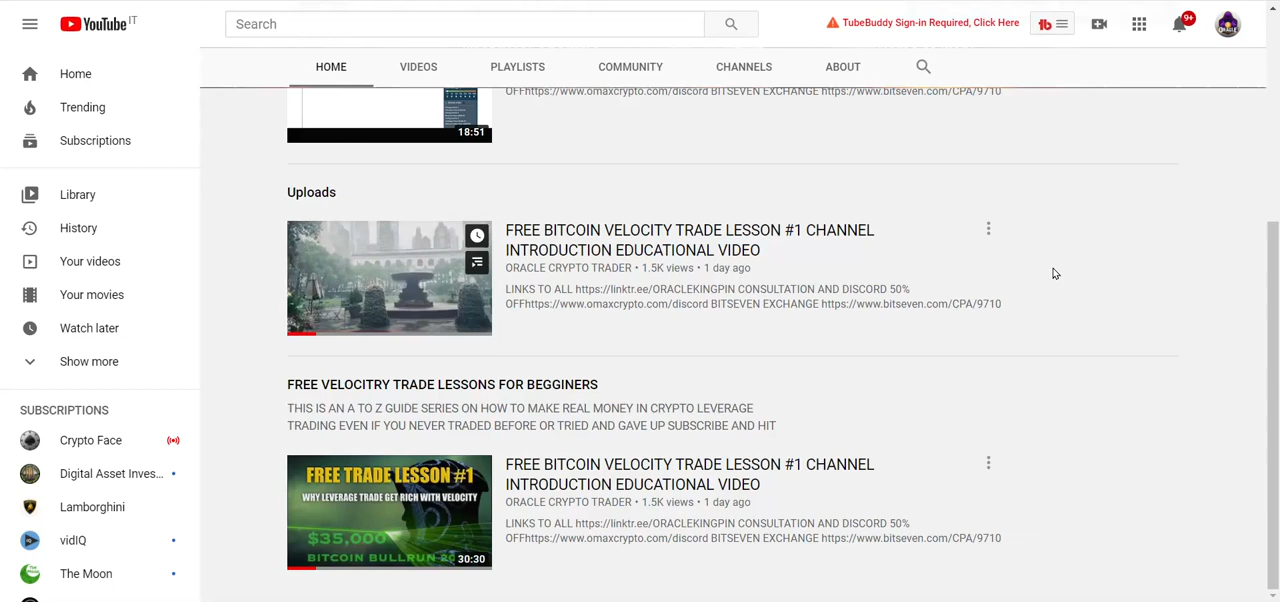 YouTube IT
Search
TubeBuddy Sign-in Required, Click Here
tb
9+
HOME
VIDEOS
PLAYLISTS
COMMUNITY
CHANNELS
ABOUT
Home
Trending
Subscriptions
Library
History
Your videos
Your movies
Watch later
Show more
SUBSCRIPTIONS
Crypto Face
Digital Asset Inves...
Lamborghini
vidIQ
The Moon
OFFhttps://www.omaxcrypto.com/discord BITSEVEN EXCHANGE https://www.bitseven.com/CPA/9710
18:51
Uploads
FREE BITCOIN VELOCITY TRADE LESSON #1 CHANNEL
INTRODUCTION EDUCATIONAL VIDEO
ORACLE CRYPTO TRADER • 1.5K views • 1 day ago
LINKS TO ALL https://linktr.ee/ORACLEKINGPIN CONSULTATION AND DISCORD 50%
OFFhttps://www.omaxcrypto.com/discord BITSEVEN EXCHANGE https://www.bitseven.com/CPA/9710
FREE VELOCITRY TRADE LESSONS FOR BEGGINERS
THIS IS AN A TO Z GUIDE SERIES ON HOW TO MAKE REAL MONEY IN CRYPTO LEVERAGE
TRADING EVEN IF YOU NEVER TRADED BEFORE OR TRIED AND GAVE UP SUBSCRIBE AND HIT
FREE TRADE LESSON #1
WHY LEVERAGE TRADE GET RICH WITH VELOCITY
$35,000
BITCOIN BULLRUN
30:30
FREE BITCOIN VELOCITY TRADE LESSON #1 CHANNEL
INTRODUCTION EDUCATIONAL VIDEO
ORACLE CRYPTO TRADER • 1.5K views • 1 day ago
LINKS TO ALL https://linktr.ee/ORACLEKINGPIN CONSULTATION AND DISCORD 50%
OFFhttps://www.omaxcrypto.com/discord BITSEVEN EXCHANGE https://www.bitseven.com/CPA/9710